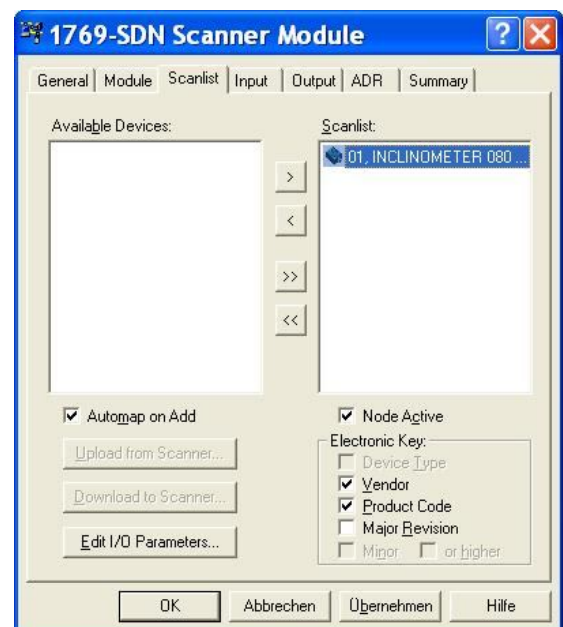 1769-SDN Scanner Module
General Module Scanlist Input Output ADR Summary
Available Devices:
Scanlist:
01, INCLINOMETER 080 ...
>
<
>>
<<
Automap on Add
Node Active
Upload from Scanner...
Download to Scanner...
Edit I/O Parameters...
Electronic Key:
Device Type
Vendor
Product Code
Major Revision
Minor or higher
OK Abbrechen Übernehmen Hilfe